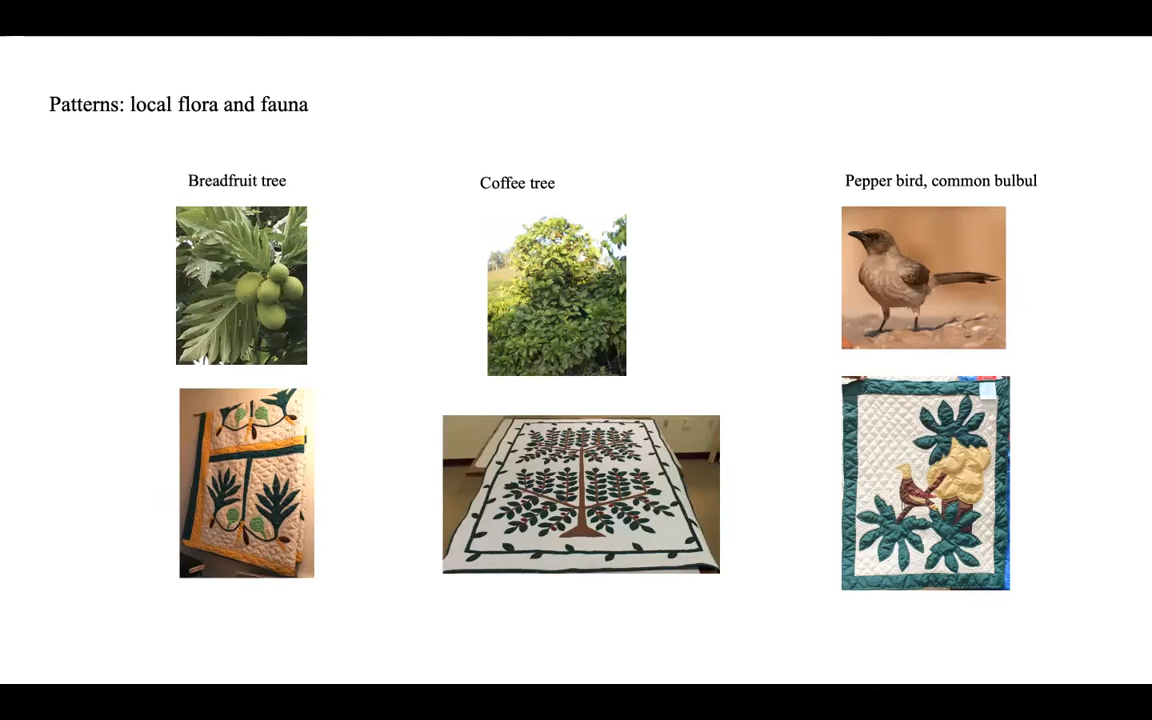 Patterns: local flora and fauna
Breadfruit tree
Coffee tree
Pepper bird, common bulbul